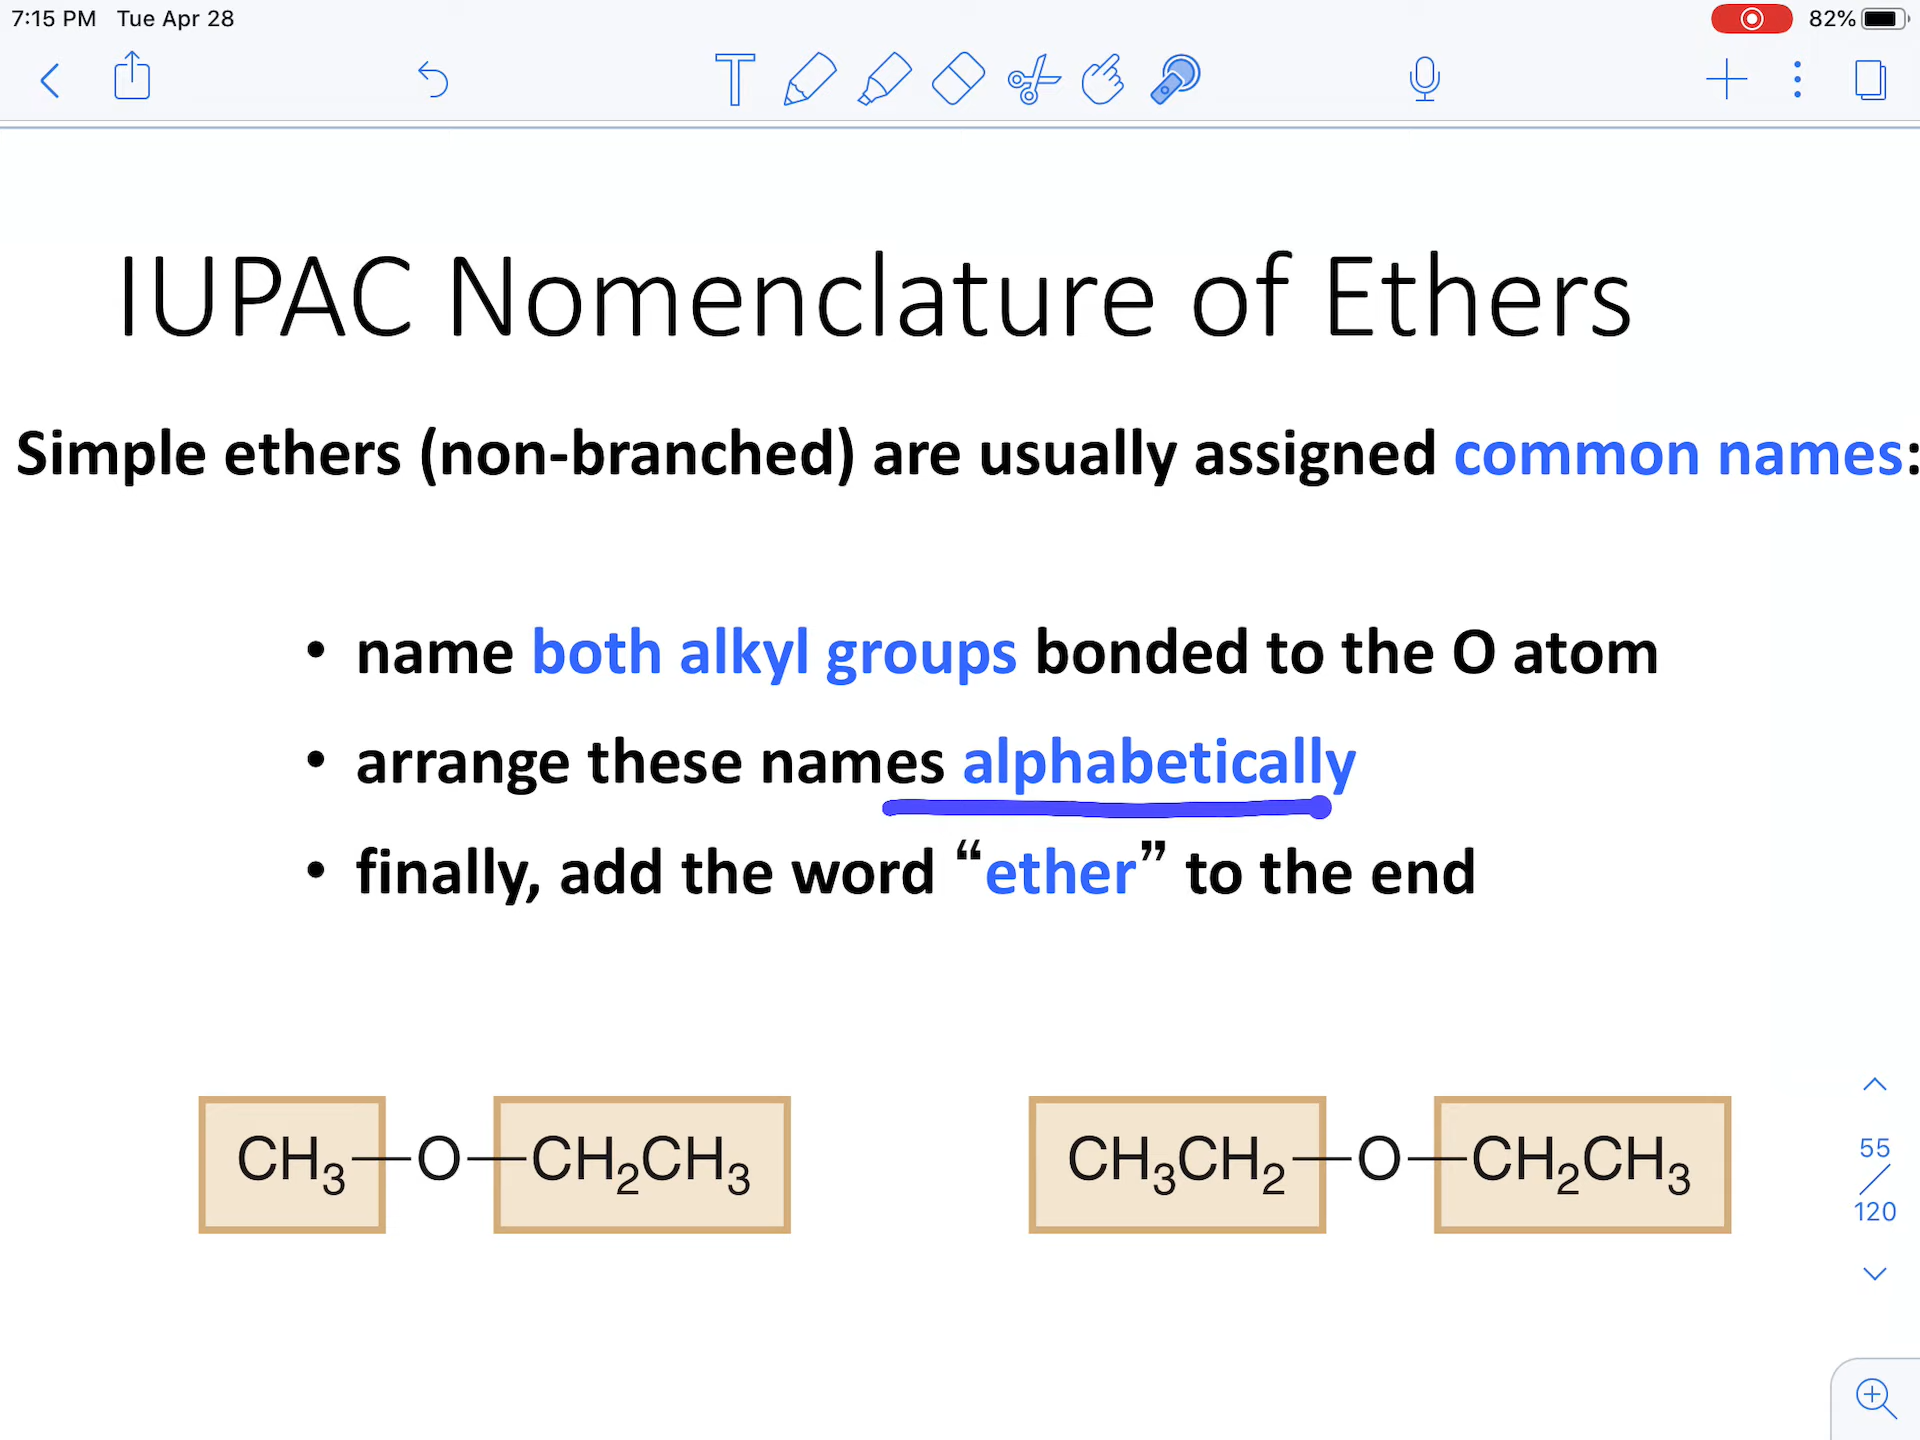 7:15 PM Tue Apr 28
82%
IUPAC Nomenclature of Ethers
Simple ethers (non-branched) are usually assigned common names:
• name both alkyl groups bonded to the O atom
• arrange these names alphabetically
• finally, add the word “ether” to the end
CH₃—O—CH₂CH₃
CH₃CH₂—O—CH₂CH₃
55
120